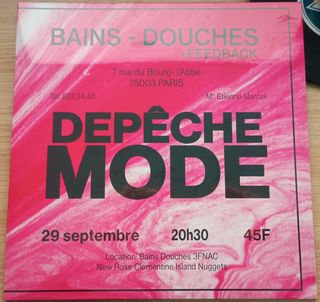 BAINS - DOUCHES
+FEEDBACK
7 rue du Bourg-l'Abbé
75003 PARIS
Tél. 887.34.40
M° Etienne Marcel
DEPÊCHE
MODE
29 septembre 20h30 45F
Location: Bains Douches 3FNAC
New Rose Clémentine Island Nuggets